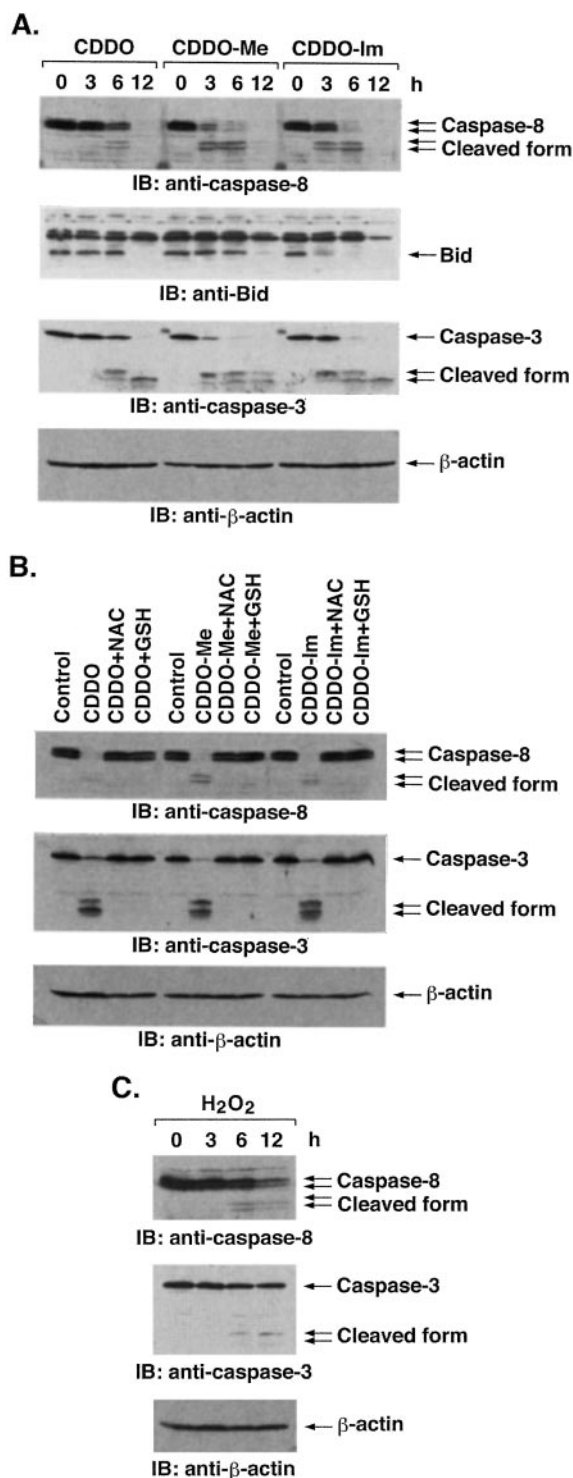 A.
CDDO CDDO-Me CDDO-Im
0 3 6 12 0 3 6 12 0 3 6 12 h
Caspase-8
Cleaved form
IB: anti-caspase-8
Bid
IB: anti-Bid
Caspase-3
Cleaved form
IB: anti-caspase-3
β-actin
IB: anti-β-actin
B.
Control CDDO CDDO+NAC CDDO+GSH Control CDDO-Me CDDO-Me+NAC CDDO-Me+GSH Control CDDO-Im CDDO-Im+NAC CDDO-Im+GSH
Caspase-8
Cleaved form
IB: anti-caspase-8
Caspase-3
Cleaved form
IB: anti-caspase-3
β-actin
IB: anti-β-actin
C.
H2O2
0 3 6 12 h
Caspase-8
Cleaved form
IB: anti-caspase-8
Caspase-3
Cleaved form
IB: anti-caspase-3
β-actin
IB: anti-β-actin